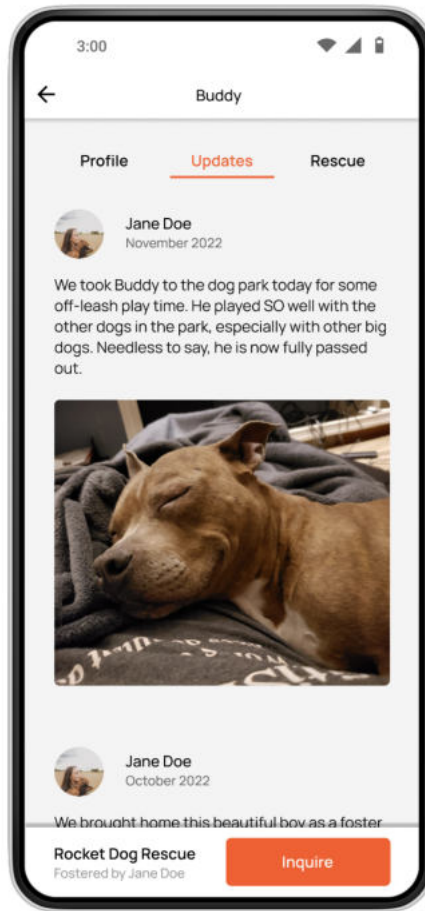 3:00
Buddy
Profile Updates Rescue
Jane Doe
November 2022
We took Buddy to the dog park today for some
off-leash play time. He played SO well with the
other dogs in the park, especially with other big
dogs. Needless to say, he is now fully passed
out.
Jane Doe
October 2022
We brought home this beautiful boy as a foster
Rocket Dog Rescue
Fostered by Jane Doe
Inquire